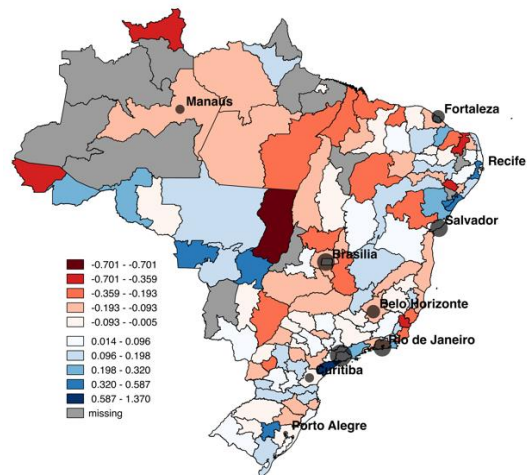 Manaus
Fortaleza
Recife
Salvador
Brasilia
Belo Horizonte
Rio de Janeiro
Curitiba
Porto Alegre
-0.701 - -0.701
-0.701 - -0.359
-0.359 - -0.193
-0.193 - -0.093
-0.093 - -0.005
0.014 - 0.096
0.096 - 0.198
0.198 - 0.320
0.320 - 0.587
0.587 - 1.370
missing